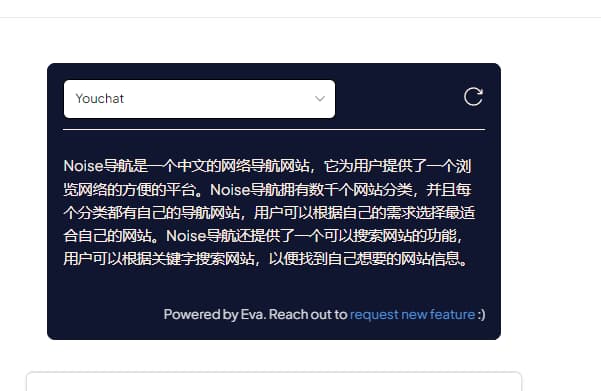 Youchat
Noise导航是一个中文的网络导航网站，它为用户提供了一个浏
览网络的方便的平台。Noise导航拥有数千个网站分类，并且每
个分类都有自己的导航网站，用户可以根据自己的需求选择最适
合自己的网站。Noise导航还提供了一个可以搜索网站的功能，
用户可以根据关键字搜索网站，以便找到自己想要的网站信息。
Powered by Eva. Reach out to request new feature :)